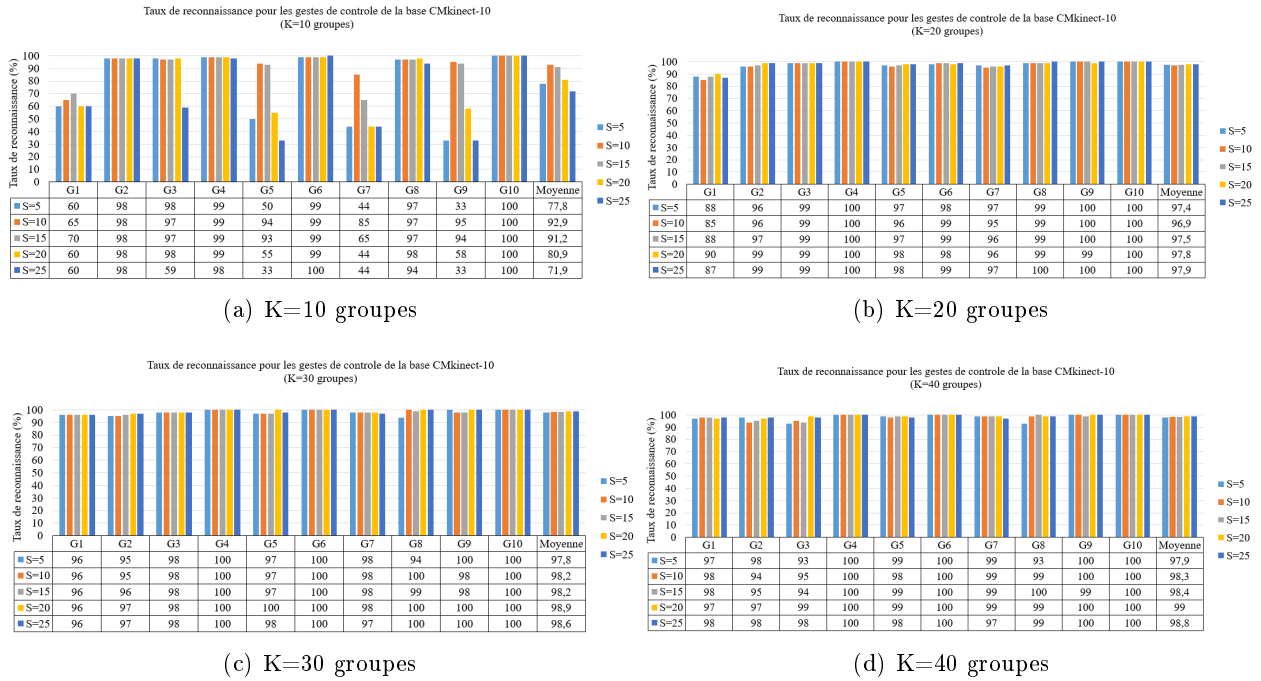 Taux de reconnaissance pour les gestes de controle de la base CMkinect-10
(K=10 groupes)
Taux de reconnaissance (%)
100
90
80
70
60
50
40
30
20
10
0
G1 G2 G3 G4 G5 G6 G7 G8 G9 G10 Moyenne
S=5 60 98 98 99 50 99 44 97 33 100 77,8
S=10 65 98 97 99 94 99 85 97 95 100 92,9
S=15 70 98 97 99 93 99 65 97 94 100 91,2
S=20 60 98 98 99 55 99 44 98 58 100 80,9
S=25 60 98 59 98 33 100 44 94 33 100 71,9
S=5
S=10
S=15
S=20
S=25
(a) K=10 groupes
Taux de reconnaissance pour les gestes de controle de la base CMkinect-10
(K=20 groupes)
Taux de reconnaissance (%)
100
90
80
70
60
50
40
30
20
10
0
G1 G2 G3 G4 G5 G6 G7 G8 G9 G10 Moyenne
S=5 88 96 99 100 97 98 97 99 100 100 97,4
S=10 85 96 99 100 96 99 95 99 100 100 96,9
S=15 88 97 99 100 97 99 96 99 100 100 97,5
S=20 90 99 99 100 98 98 96 99 99 100 97,8
S=25 87 99 99 100 98 99 97 100 100 100 97,9
S=5
S=10
S=15
S=20
S=25
(b) K=20 groupes
Taux de reconnaissance pour les gestes de controle de la base CMkinect-10
(K=30 groupes)
Taux de reconnaissance (%)
100
90
80
70
60
50
40
30
20
10
0
G1 G2 G3 G4 G5 G6 G7 G8 G9 G10 Moyenne
S=5 96 95 98 100 97 100 98 94 100 100 97,8
S=10 96 95 98 100 97 100 98 100 98 100 98,2
S=15 96 96 98 100 97 100 98 99 98 100 98,2
S=20 96 97 98 100 100 100 98 100 100 100 98,9
S=25 96 97 98 100 98 100 97 100 100 100 98,6
S=5
S=10
S=15
S=20
S=25
(c) K=30 groupes
Taux de reconnaissance pour les gestes de controle de la base CMkinect-10
(K=40 groupes)
Taux de reconnaissance (%)
100
90
80
70
60
50
40
30
20
10
0
G1 G2 G3 G4 G5 G6 G7 G8 G9 G10 Moyenne
S=5 97 98 93 100 99 100 99 93 100 100 97,9
S=10 98 94 95 100 98 100 99 99 100 100 98,3
S=15 98 95 94 100 99 100 99 100 99 100 98,4
S=20 97 97 99 100 99 100 99 99 100 100 99
S=25 98 98 98 100 98 100 97 99 100 100 98,8
S=5
S=10
S=15
S=20
S=25
(d) K=40 groupes